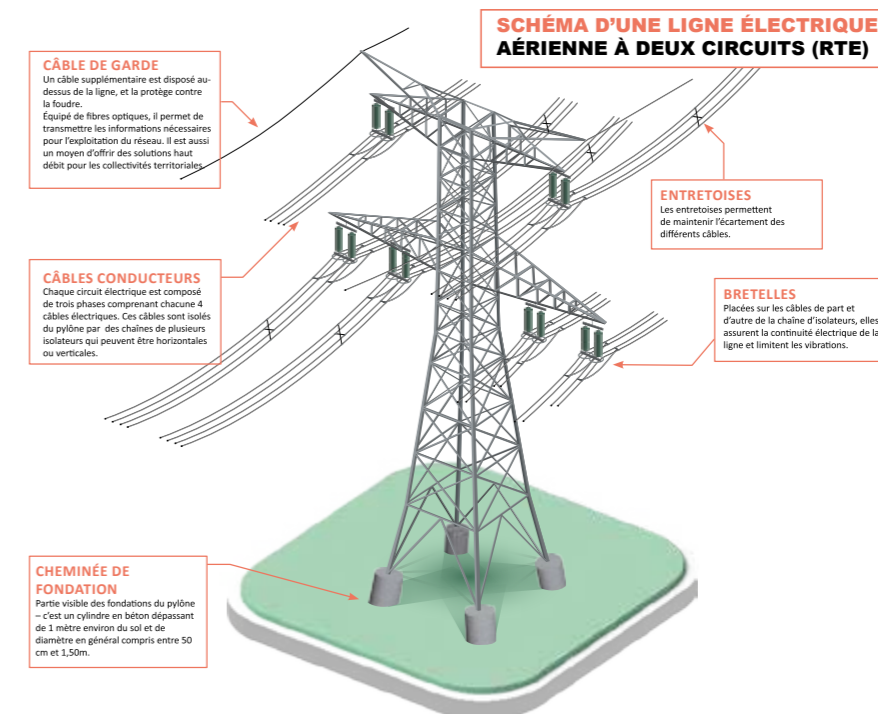 SCHÉMA D'UNE LIGNE ÉLECTRIQUE
AÉRIENNE À DEUX CIRCUITS (RTE)
CÂBLE DE GARDE
Un câble supplémentaire est disposé au-
dessus de la ligne, et la protège contre
la foudre.
Équipé de fibres optiques, il permet de
transmettre les informations nécessaires
pour l'exploitation du réseau. Il est aussi
un moyen d'offrir des solutions haut
débit pour les collectivités territoriales.
ENTRETOISES
Les entretoises permettent
de maintenir l'écartement des
différents câbles.
CÂBLES CONDUCTEURS
Chaque circuit électrique est composé
de trois phases comprenant chacune 4
câbles électriques. Ces câbles sont isolés
du pylône par des chaînes de plusieurs
isolateurs qui peuvent être horizontales
ou verticales.
BRETELLES
Placées sur les câbles de part et
d'autre de la chaîne d'isolateurs, elles
assurent la continuité électrique de la
ligne et limitent les vibrations.
CHEMINÉE DE
FONDATION
Partie visible des fondations du pylône
– c'est un cylindre en béton dépassant
de 1 mètre environ du sol et de
diamètre en général compris entre 50
cm et 1,50m.